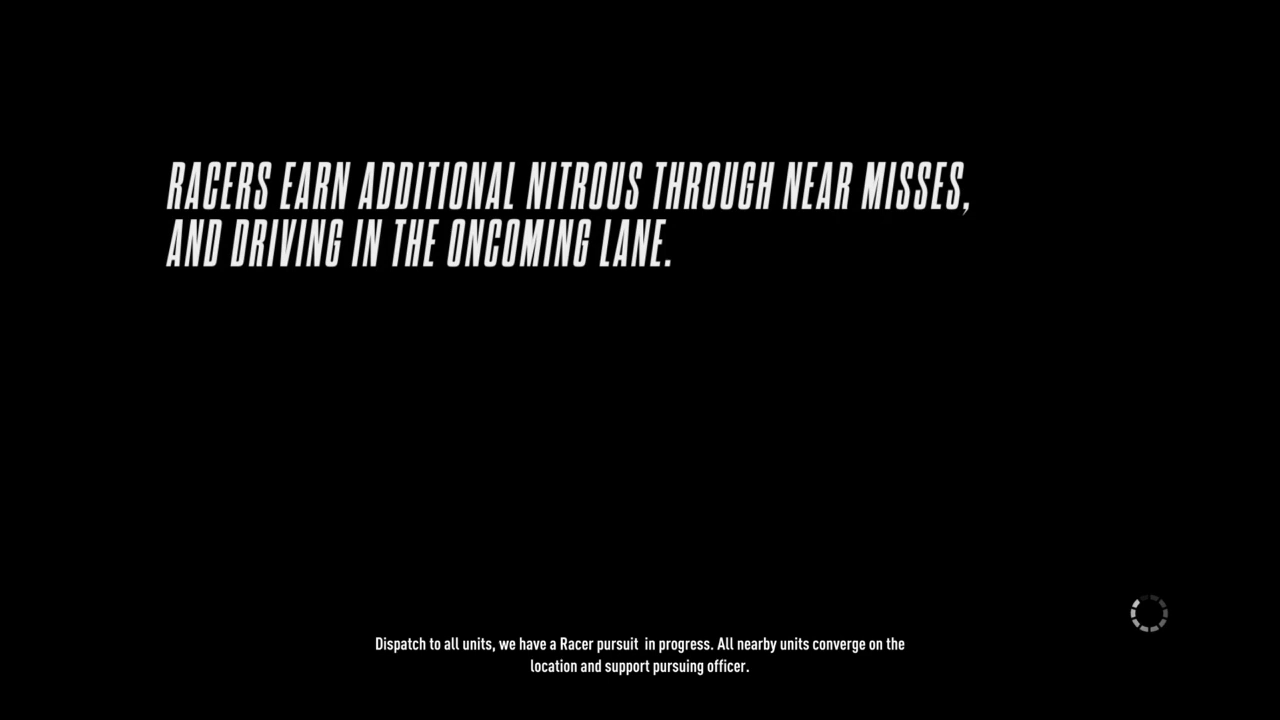 RACERS EARN ADDITIONAL NITROUS THROUGH NEAR MISSES,
AND DRIVING IN THE ONCOMING LANE.
Dispatch to all units, we have a Racer pursuit  in progress. All nearby units converge on the
location and support pursuing officer.